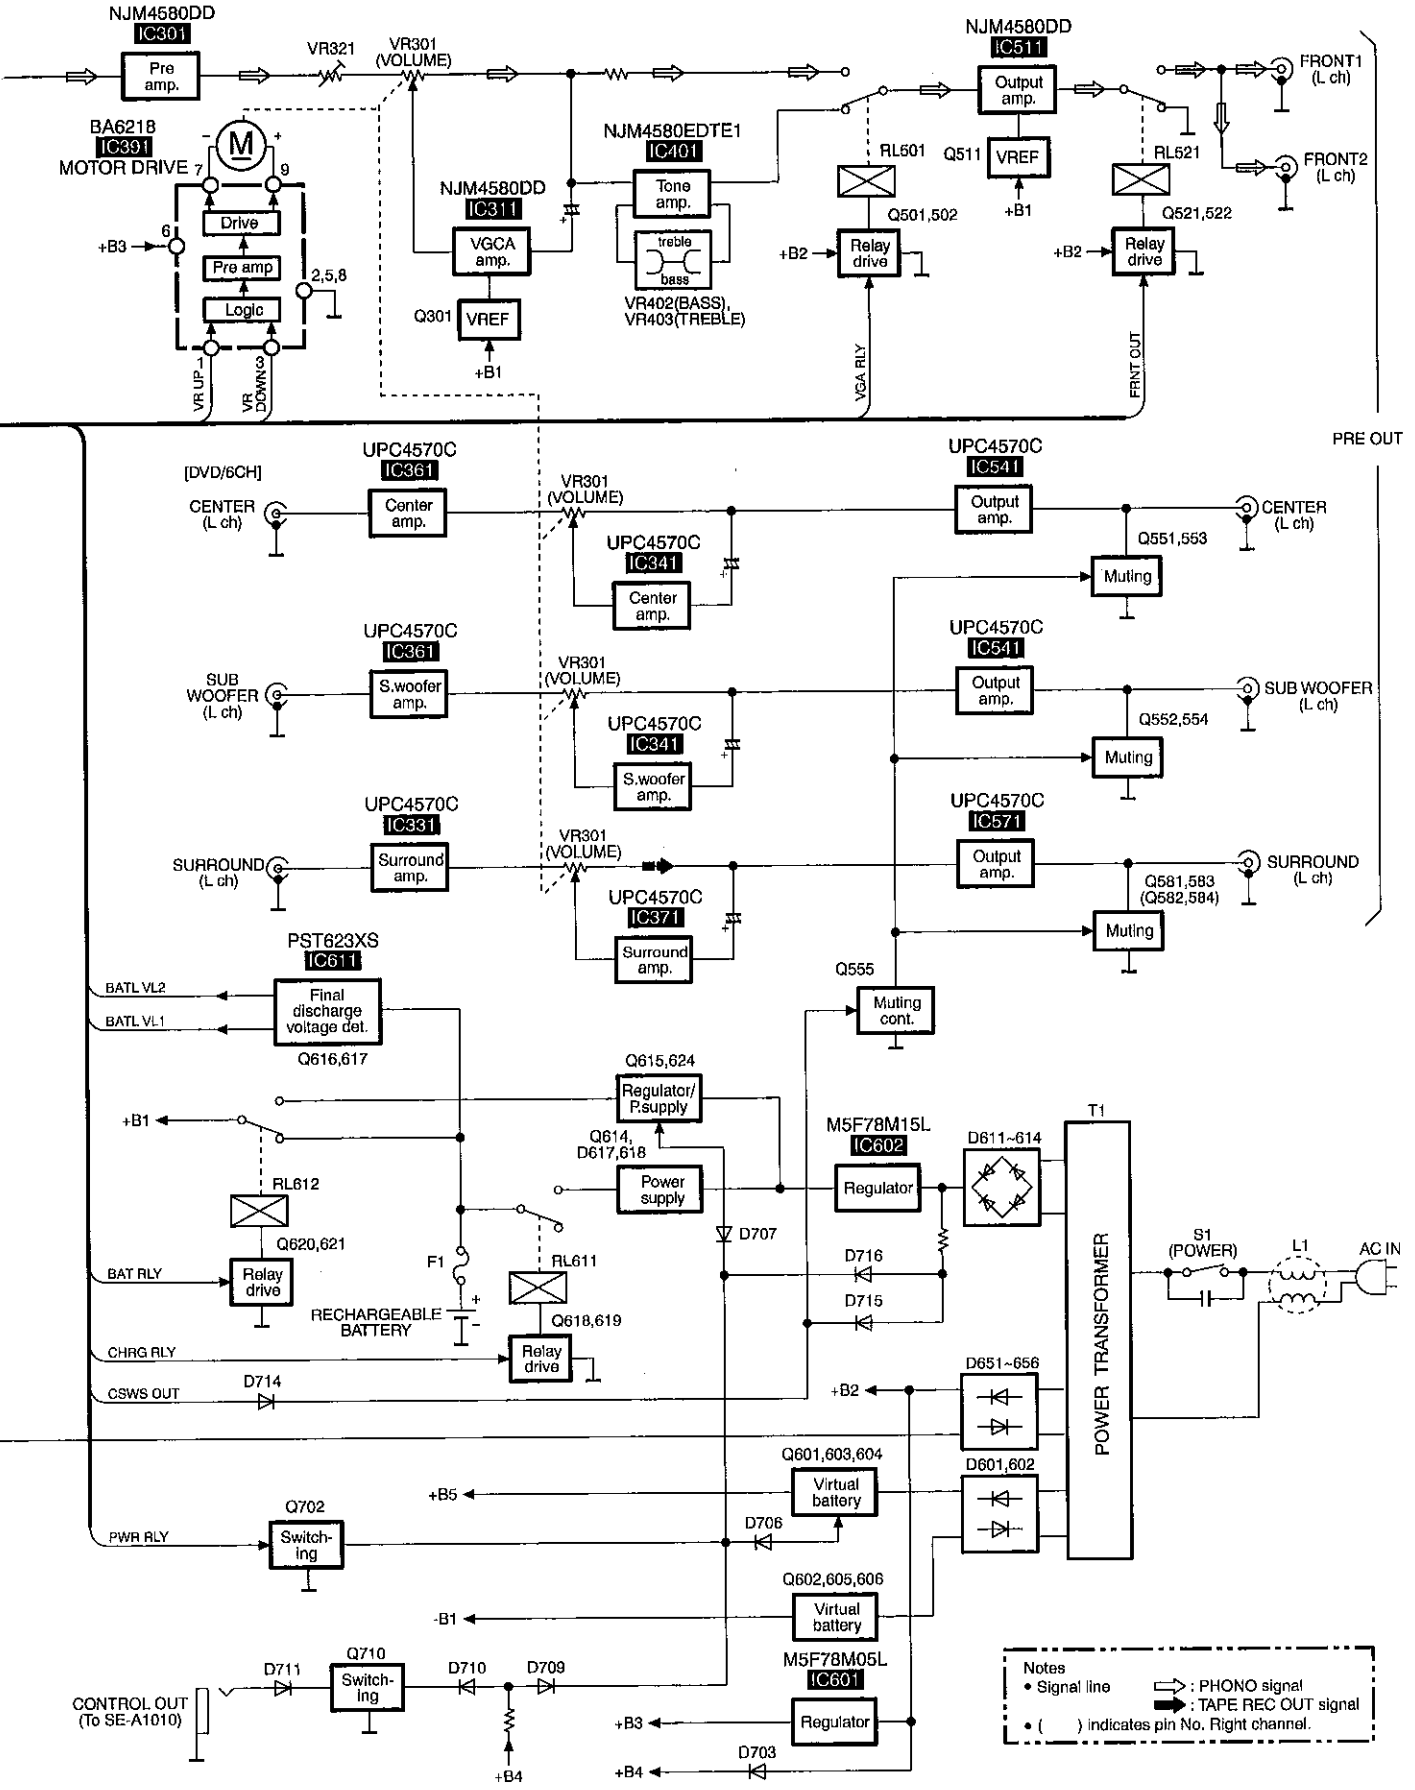 NJM4580DD
IC301
Pre
amp.
VR321
VR301
(VOLUME)
NJM4580DD
IC511
Output
amp.
FRONT1
(L ch)
BA6218
IC391
MOTOR DRIVE
M
-
+
7
9
Drive
Pre amp
Logic
6
+B3
2,5,8
1
3
VR UP
VR
DOWN
NJM4580DD
IC311
VGCA
amp.
Q301
VREF
+B1
NJM4580EDTE1
IC401
Tone
amp.
treble
bass
VR402(BASS),
VR403(TREBLE)
+
RL501
Q501,502
+B2
Relay
drive
VGA RLY
Q511
VREF
+B1
RL521
Q521,522
+B2
Relay
drive
FRNT OUT
FRONT2
(L ch)
PRE OUT
[DVD/6CH]
CENTER
(L ch)
UPC4570C
IC361
Center
amp.
VR301
(VOLUME)
UPC4570C
IC341
Center
amp.
+
UPC4570C
IC541
Output
amp.
Q551,553
Muting
CENTER
(L ch)
SUB
WOOFER
(L ch)
UPC4570C
IC361
S.woofer
amp.
VR301
(VOLUME)
UPC4570C
IC341
S.woofer
amp.
+
UPC4570C
IC541
Output
amp.
Q552,554
Muting
SUB WOOFER
(L ch)
SURROUND
(L ch)
UPC4570C
IC331
Surround
amp.
VR301
(VOLUME)
UPC4570C
IC371
Surround
amp.
+
UPC4570C
IC571
Output
amp.
Q581,583
(Q582,584)
Muting
SURROUND
(L ch)
Q555
Muting
cont.
PST623XS
IC611
Final
discharge
voltage det.
Q616,617
BATL VL2
BATL VL1
+B1
RL612
Q620,621
BAT RLY
Relay
drive
Q615,624
Regulator/
P.supply
Q614,
D617,618
Power
supply
M5F78M15L
IC602
Regulator
D611~614
T1
POWER TRANSFORMER
S1
(POWER)
L1
AC IN
D707
D716
D715
F1
+
-
RECHARGEABLE
BATTERY
RL611
Q618,619
Relay
drive
CHRG RLY
CSWS OUT
D714
+B2
D651~656
D601,602
Q601,603,604
Virtual
battery
+B5
PWR RLY
Q702
Switch-
ing
D706
Q602,605,606
Virtual
battery
-B1
M5F78M05L
IC601
Regulator
+B3
D703
+B4
CONTROL OUT
(To SE-A1010)
D711
Q710
Switch-
ing
D710
D709
+B4
Notes
• Signal line
: PHONO signal
: TAPE REC OUT signal
• ( ) indicates pin No. Right channel.